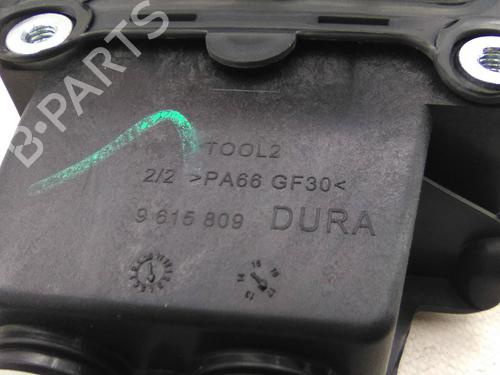 B-PARTS
TOOL2
2/2 >PA66 GF30<
9 615 809 DURA